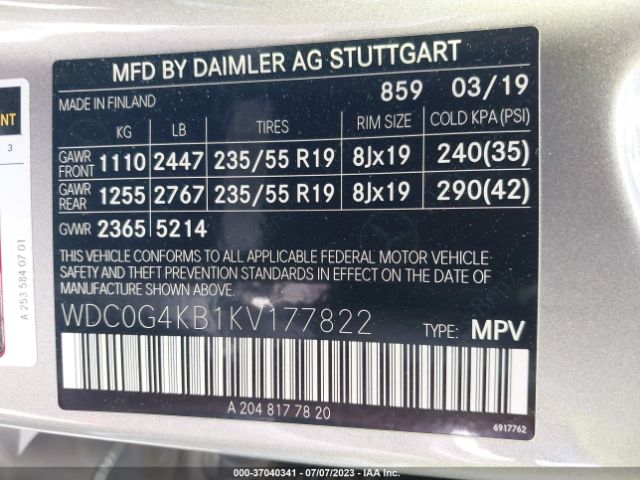 MFD BY DAIMLER AG STUTTGART
MADE IN FINLAND 859 03/19
KG LB TIRES RIM SIZE COLD KPA (PSI)
GAWR FRONT 1110 2447 235/55 R19 8Jx19 240(35)
GAWR REAR 1255 2767 235/55 R19 8Jx19 290(42)
GVWR 2365 5214
THIS VEHICLE CONFORMS TO ALL APPLICABLE FEDERAL MOTOR VEHICLE
SAFETY AND THEFT PREVENTION STANDARDS IN EFFECT ON THE DATE OF
MANUFACTURE SHOWN ABOVE.
WDC0G4KB1KV177822 TYPE: MPV
A 204 817 78 20
6917762
NT
3
A 253 584 07 01
000-37040341 - 07/07/2023 - IAA Inc.